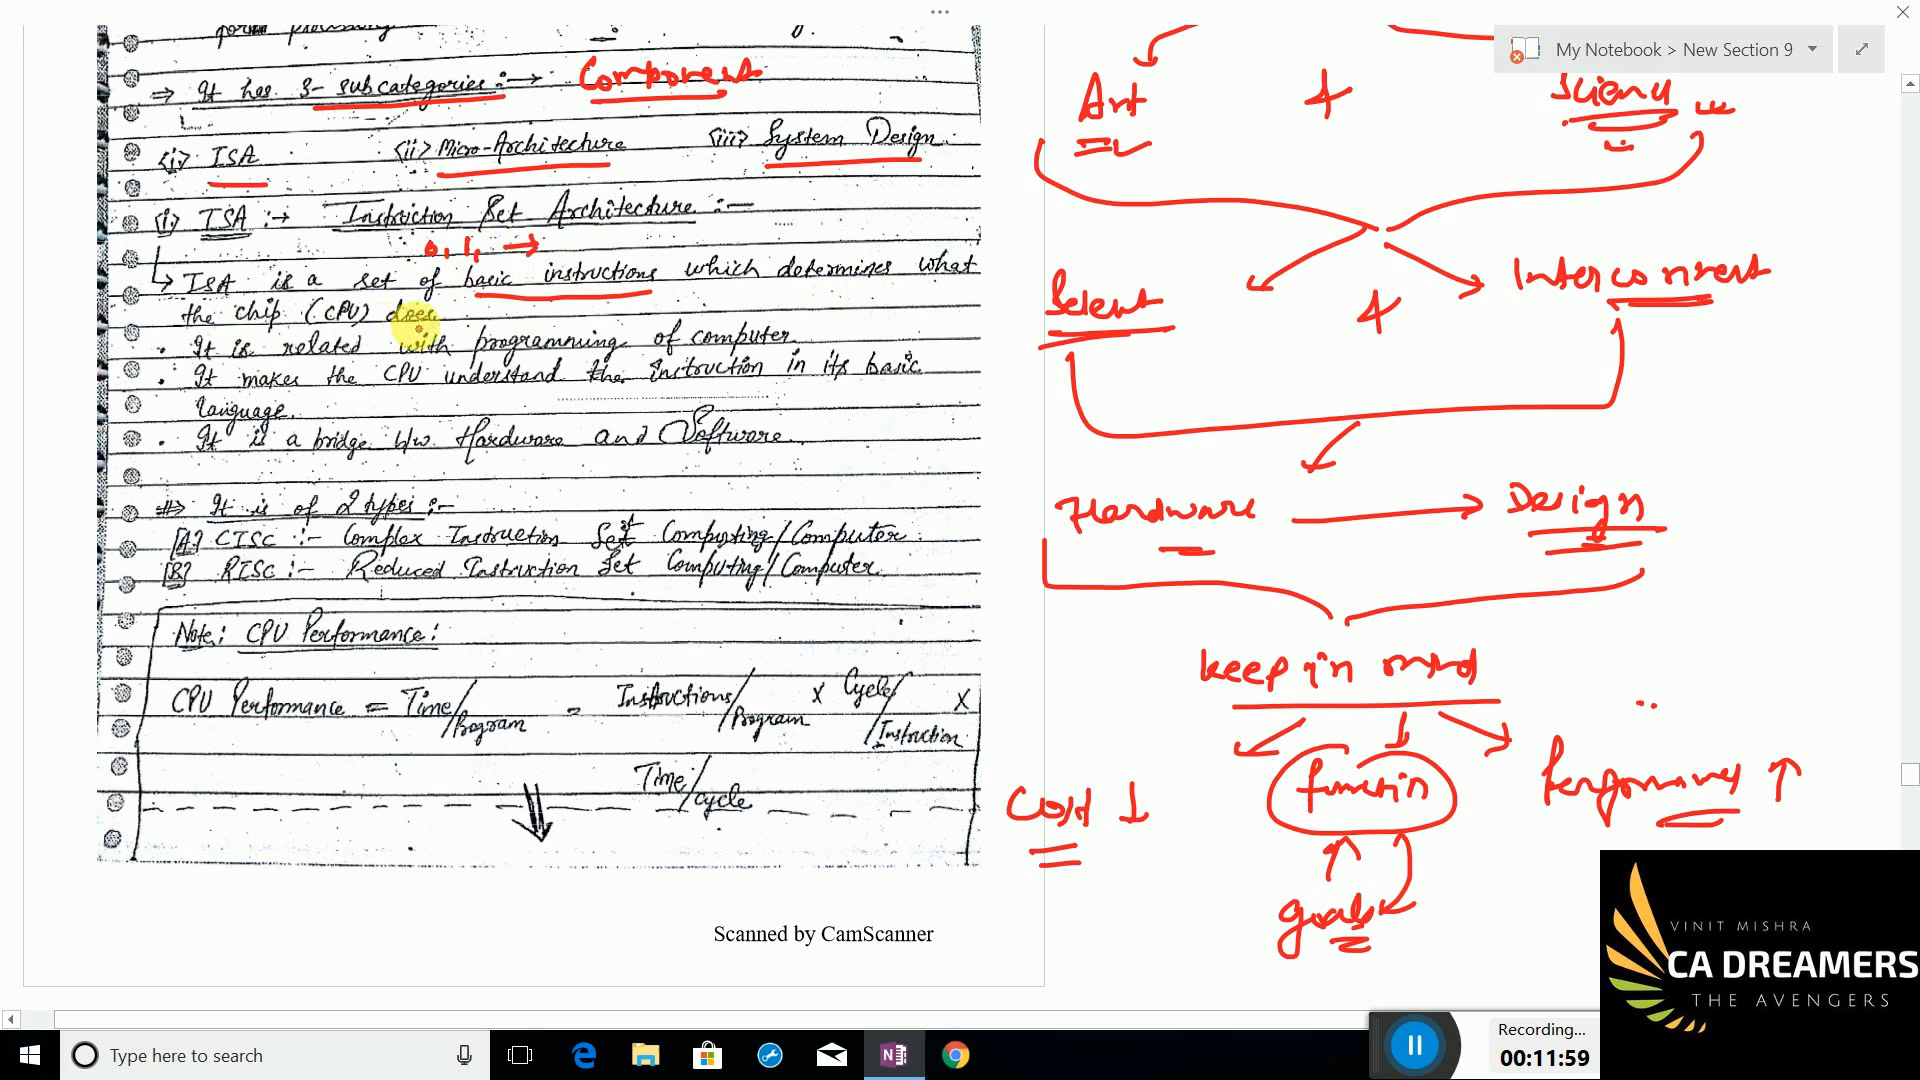 My Notebook > New Section 9
=> It has 3- subcategories :→ Component
(i) ISA (ii) Micro-Architecture (iii) System Design
(i) ISA :→ Instruction Set Architecture :-
0, 1, →
↳ ISA is a set of basic instructions which determines what
the chip (CPU) does
• It is related with programming of computer
• It makes the CPU understand the instruction in its basic
language.
• It is a bridge b/w Hardware and Software.
=> It is of 2 types :-
[A] CISC :- Complex Instruction Set Computing/Computer
[B] RISC :- Reduced Instruction Set Computing/Computer
Note: CPU Performance:
CPU Performance = Time/Program = Instructions/Program X Cycle/Instruction X
Time/cycle
Scanned by CamScanner
Art + Science
Select + Interconnect
Hardware → Design
keep in mind
Cost ↓ function Performance ↑
goals
VINIT MISHRA
CA DREAMERS
THE AVENGERS
Type here to search
Recording...
00:11:59